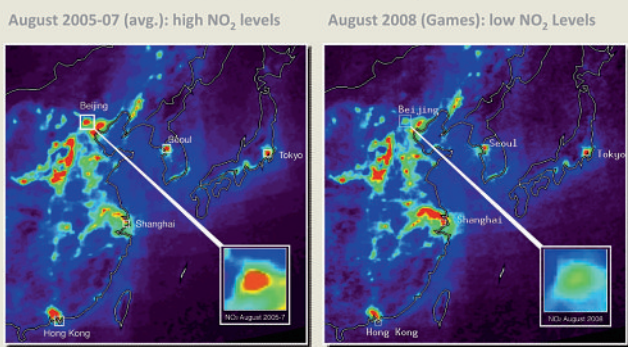 August 2005-07 (avg.): high NO₂ levels
August 2008 (Games): low NO₂ Levels
Beijing
Seoul
Tokyo
Shanghai
NO₂ August 2005-7
Hong Kong
Beijing
Seoul
Tokyo
Shanghai
NO₂ August 2008
Hong Kong